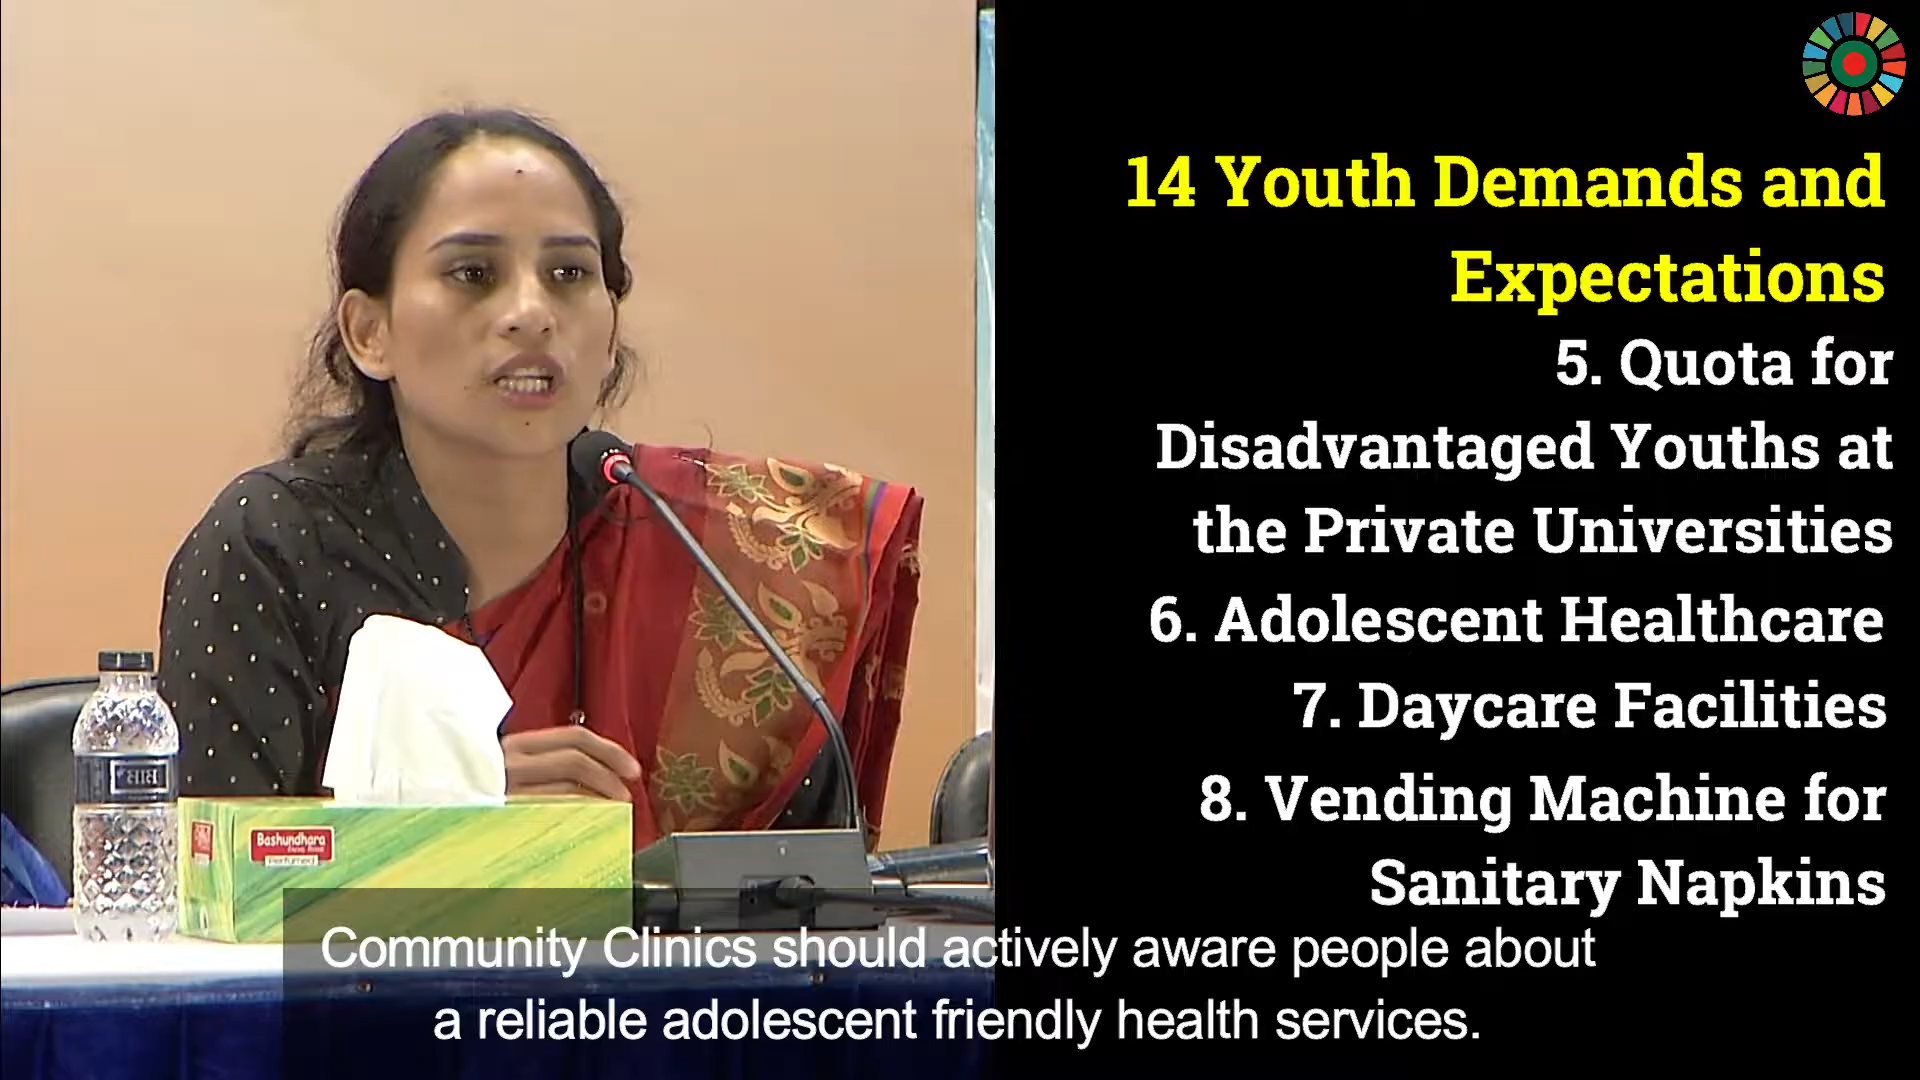 14 Youth Demands and
Expectations
5. Quota for
Disadvantaged Youths at
the Private Universities
6. Adolescent Healthcare
7. Daycare Facilities
8. Vending Machine for
Sanitary Napkins
Bashundhara
Perfumed
Community Clinics should actively aware people about
a reliable adolescent friendly health services.